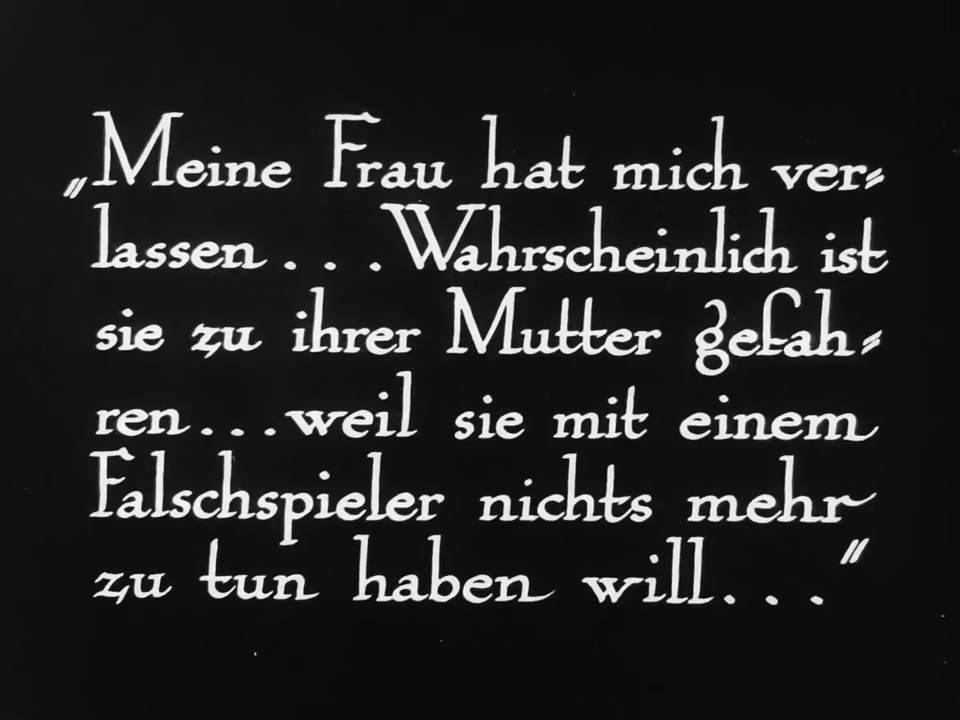 „Meine Frau hat mich ver-
lassen . . . Wahrscheinlich ist
sie zu ihrer Mutter gefah-
ren . . . weil sie mit einem
Falschspieler nichts mehr
zu tun haben will . . . “